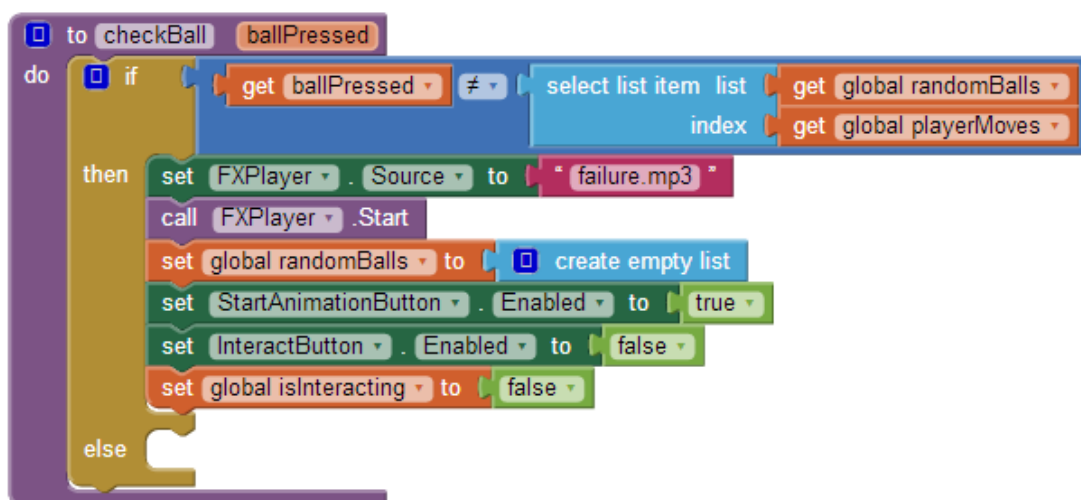 to checkBall ballPressed
do if get ballPressed ≠ select list item list get global randomBalls
index get global playerMoves
then set FXPlayer . Source to " failure.mp3 "
call FXPlayer .Start
set global randomBalls to create empty list
set StartAnimationButton . Enabled to true
set InteractButton . Enabled to false
set global isInteracting to false
else